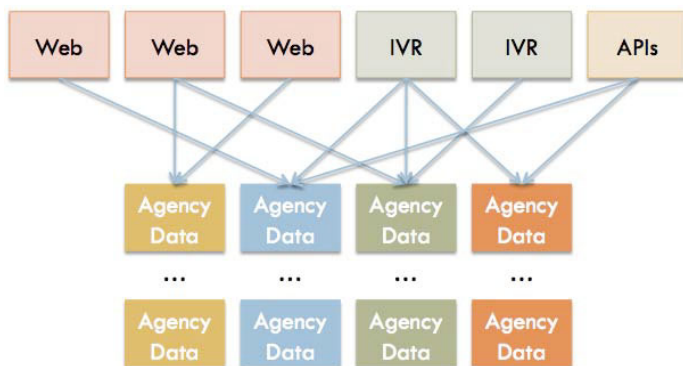 Web Web Web IVR IVR APIs
Agency Agency Agency Agency
Data Data Data Data
... ... ... ...
Agency Agency Agency Agency
Data Data Data Data